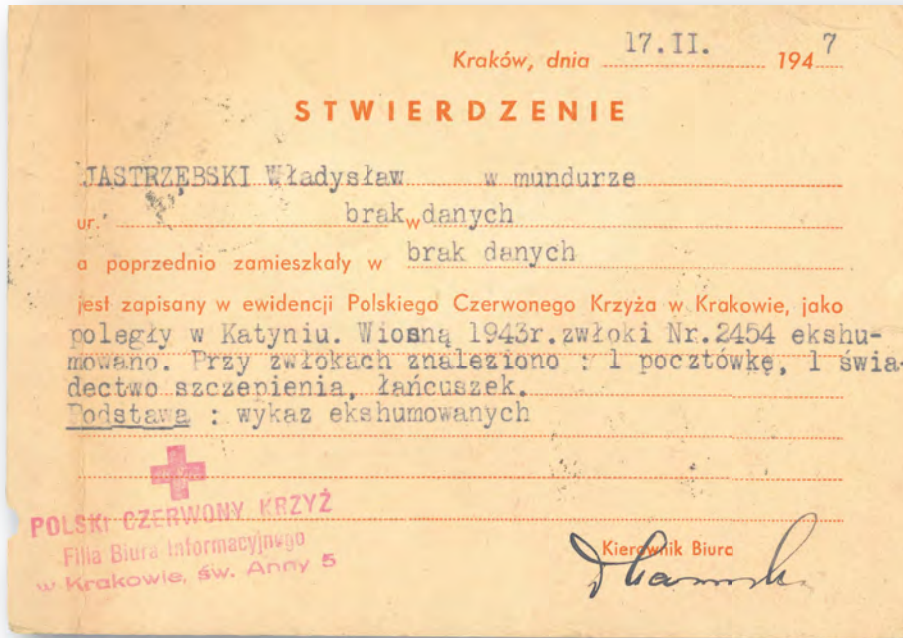 Kraków, dnia 17.II. 1947
STWIERDZENIE
JASTRZĘBSKI Władysław w mundurze
ur. brak w danych
a poprzednio zamieszkały w brak danych
jest zapisany w ewidencji Polskiego Czerwonego Krzyża w Krakowie, jako
poległy w Katyniu. Wiosną 1943r.zwłoki Nr.2454 ekshu-
mowano. Przy zwłokach znaleziono : 1 pocztówkę, 1 świa-
dectwo szczepienia, łańcuszek.
Podstawa : wykaz ekshumowanych
POLSKI CZERWONY KRZYŻ
Filia Biura Informacyjnego
w Krakowie, św. Anny 5
Kierownik Biura